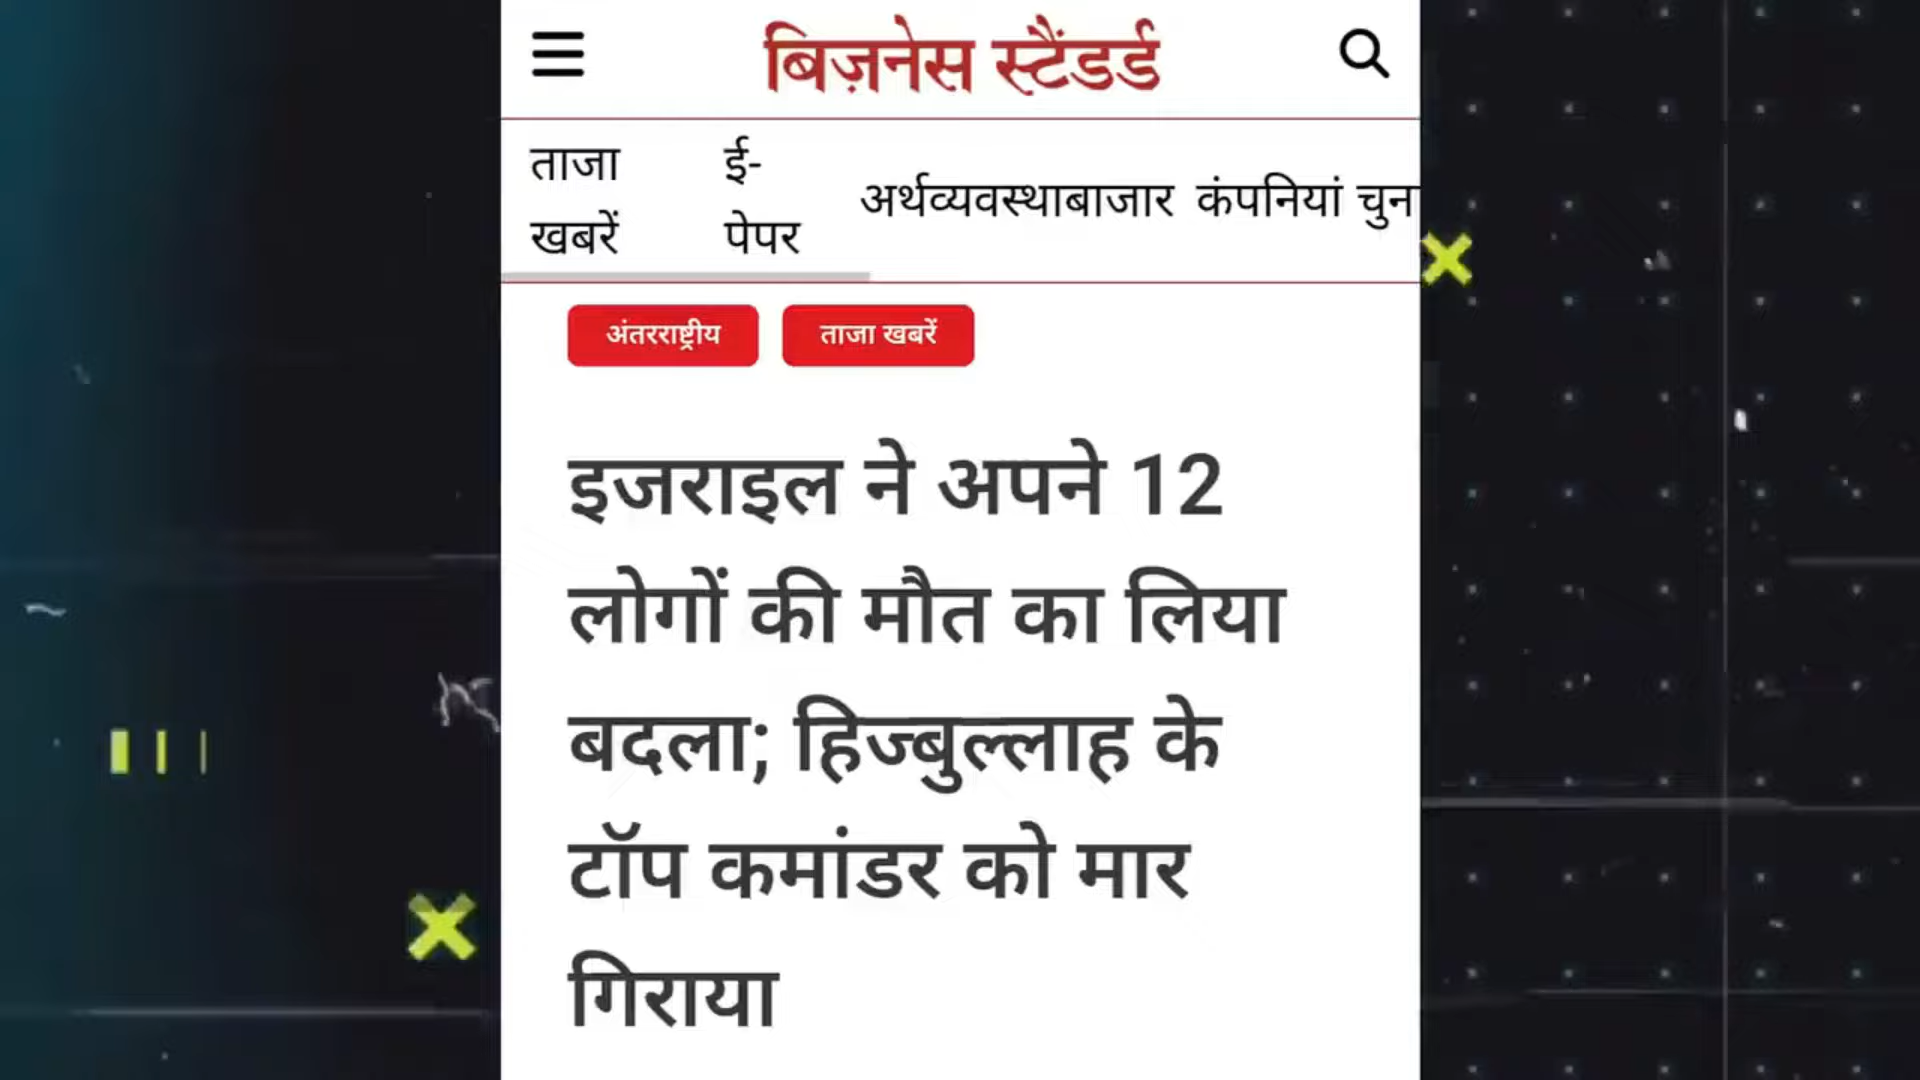 बिज़नेस स्टैंडर्ड
ताजा खबरें
ई-पेपर
अर्थव्यवस्था
बाजार
कंपनियां
चुन
अंतरराष्ट्रीय
ताजा खबरें
इजराइल ने अपने 12
लोगों की मौत का लिया
बदला; हिज्बुल्लाह के
टॉप कमांडर को मार
गिराया